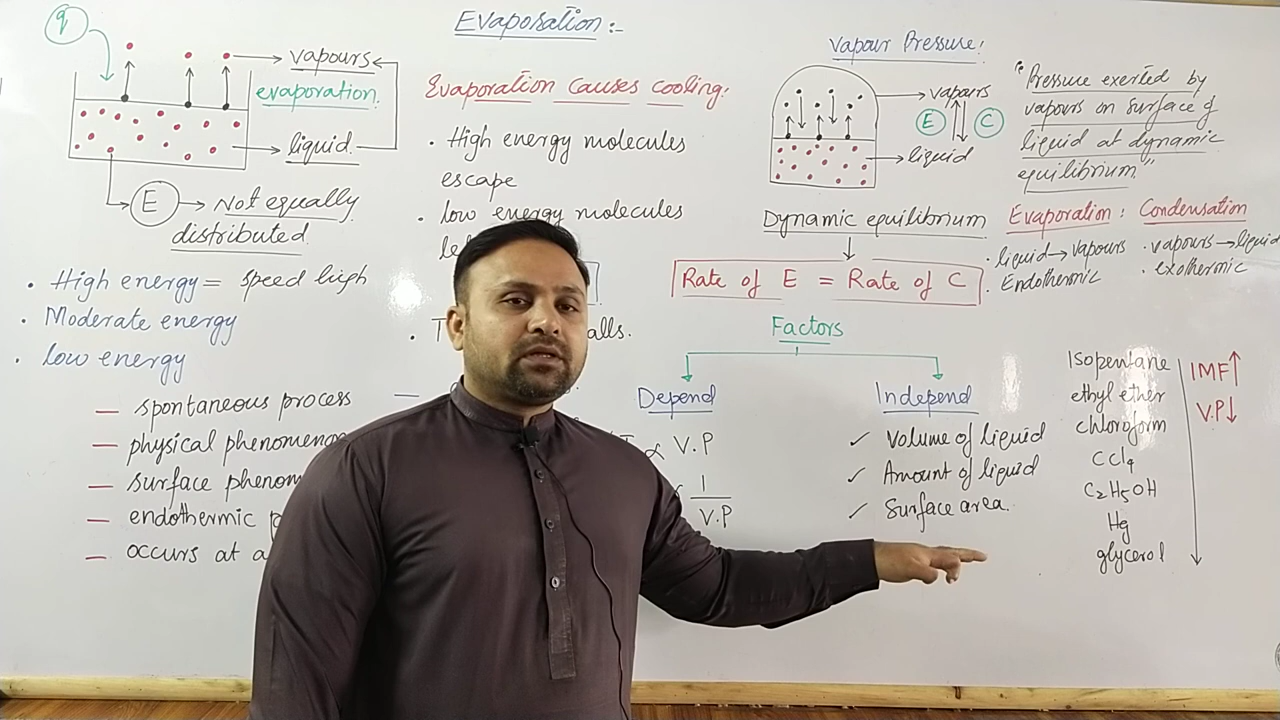 Evaporation:-
q
vapours
evaporation.
liquid
E → Not equally
distributed
• High energy = speed high
• Moderate energy
• low energy
— spontaneous process
— physical phenomenon
— surface phenom
— endothermic
— occurs at a
Evaporation causes cooling:
• High energy molecules
escape
• low energy molecules
alls.
Vapour Pressure:
vapours
E C
liquid
Dynamic equilibrium
Rate of E = Rate of C
"Pressure exerted by
vapours on surface of
liquid at dynamic
equilibrium"
Evaporation : Condensation
• liquid → vapours • vapours → liquid
• Endothermic • exothermic
Factors
Depend
∝ V.P
1
V.P
Independ
✓ Volume of liquid
✓ Amount of liquid
✓ Surface area.
Isopentane
ethyl ether
chloroform
CCl4
C2H5OH
Hg
glycerol
IMF↑
V.P↓